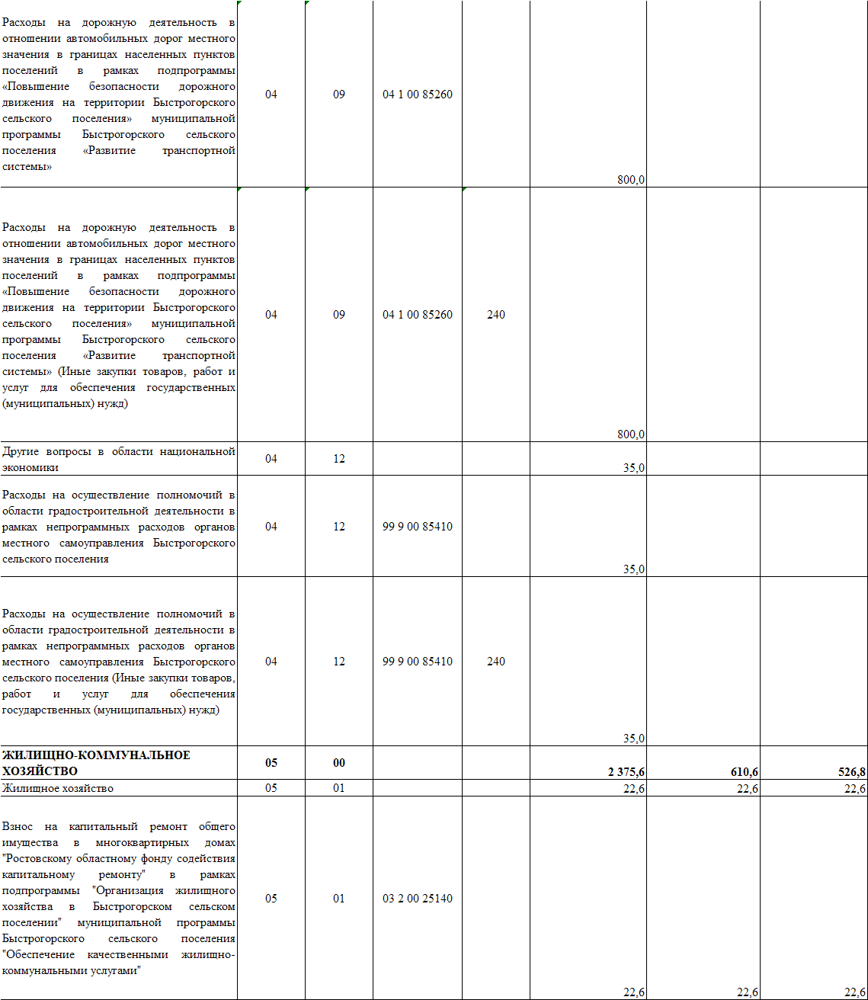 Расходы на дорожную деятельность в
отношении автомобильных дорог местного
значения в границах населенных пунктов
поселений в рамках подпрограммы
«Повышение безопасности дорожного
движения на территории Быстрогорского
сельского поселения» муниципальной
программы Быстрогорского сельского
поселения «Развитие транспортной
системы»
04 09 04 1 00 85260
800,0
Расходы на дорожную деятельность в
отношении автомобильных дорог местного
значения в границах населенных пунктов
поселений в рамках подпрограммы
«Повышение безопасности дорожного
движения на территории Быстрогорского
сельского поселения» муниципальной
программы Быстрогорского сельского
поселения «Развитие транспортной
системы» (Иные закупки товаров, работ и
услуг для обеспечения государственных
(муниципальных) нужд)
04 09 04 1 00 85260 240
800,0
Другие вопросы в области национальной
экономики
04 12
35,0
Расходы на осуществление полномочий в
области градостроительной деятельности в
рамках непрограммных расходов органов
местного самоуправления Быстрогорского
сельского поселения
04 12 99 9 00 85410
35,0
Расходы на осуществление полномочий в
области градостроительной деятельности в
рамках непрограммных расходов органов
местного самоуправления Быстрогорского
сельского поселения (Иные закупки товаров,
работ и услуг для обеспечения
государственных (муниципальных) нужд)
04 12 99 9 00 85410 240
35,0
ЖИЛИЩНО-КОММУНАЛЬНОЕ
ХОЗЯЙСТВО
05 00
2 375,6 610,6 526,8
Жилищное хозяйство 05 01 22,6 22,6 22,6
Взнос на капитальный ремонт общего
имущества в многоквартирных домах
"Ростовскому областному фонду содействия
капитальному ремонту" в рамках
подпрограммы "Организация жилищного
хозяйства в Быстрогорском сельском
поселении" муниципальной программы
Быстрогорского сельского поселения
"Обеспечение качественными жилищно-
коммунальными услугами"
05 01 03 2 00 25140
22,6 22,6 22,6